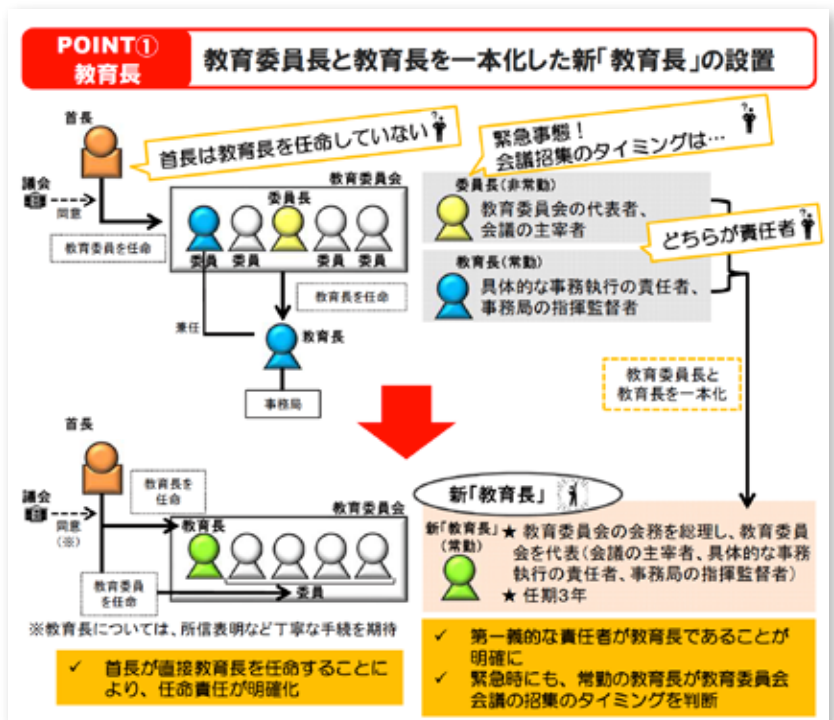 POINT①
教育長
教育委員長と教育長を一本化した新「教育長」の設置
首長
首長は教育長を任命していない
議会
同意
教育委員を任命
教育委員会
委員長
委員 委員 委員 委員
教育長を任命
兼任
教育長
事務局
緊急事態!
会議招集のタイミングは…
委員長(非常勤)
教育委員会の代表者、
会議の主宰者
どちらが責任者
教育長(常勤)
具体的な事務執行の責任者、
事務局の指揮監督者
教育委員長と
教育長を一本化
首長
議会
同意
(※)
教育長を
任命
教育委員
を任命
教育委員会
教育長
委員
※教育長については、所信表明など丁寧な手続を期待
✓ 首長が直接教育長を任命することに
より、任命責任が明確化
新「教育長」
新「教育長」
(常勤)
★ 教育委員会の会務を総理し、教育委員
会を代表(会議の主宰者、具体的な事務
執行の責任者、事務局の指揮監督者)
★ 任期3年
✓ 第一義的な責任者が教育長であることが
明確に
✓ 緊急時にも、常勤の教育長が教育委員会
会議の招集のタイミングを判断